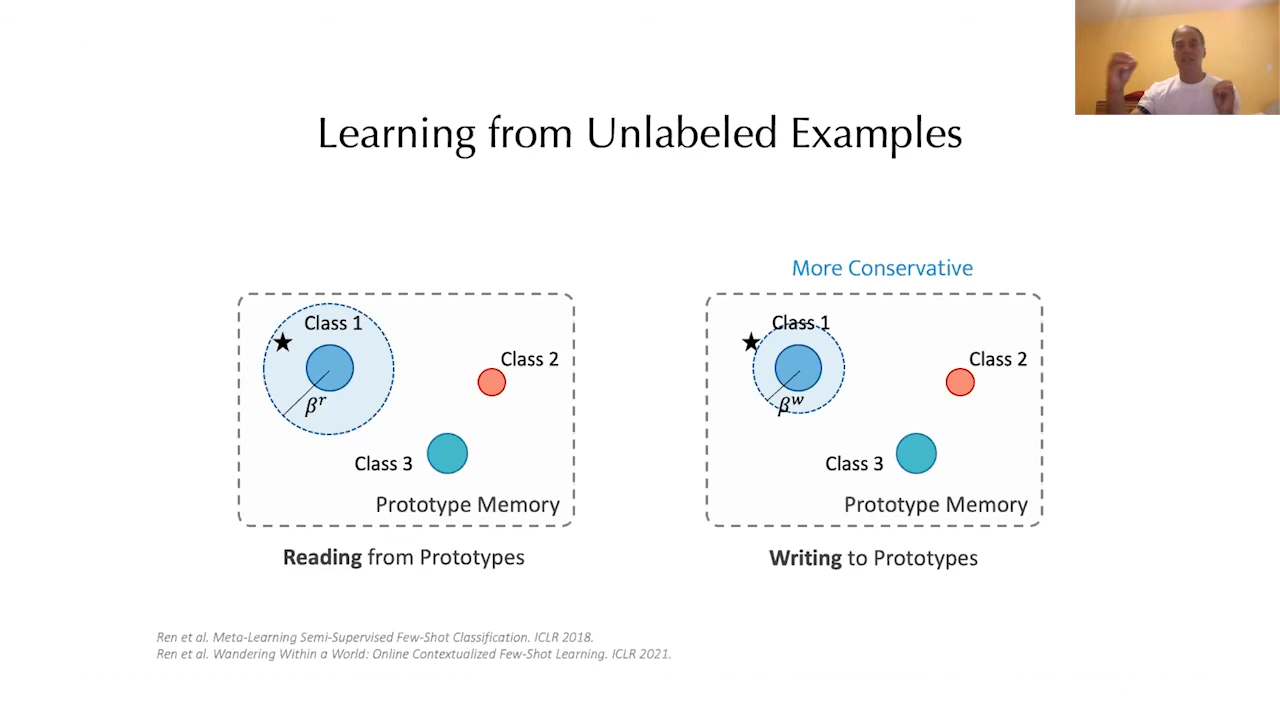 Learning from Unlabeled Examples
More Conservative
Class 1
Class 2
βʳ
Class 3
Prototype Memory
Reading from Prototypes
Class 1
Class 2
βʷ
Class 3
Prototype Memory
Writing to Prototypes
Ren et al. Meta-Learning Semi-Supervised Few-Shot Classification. ICLR 2018.
Ren et al. Wandering Within a World: Online Contextualized Few-Shot Learning. ICLR 2021.